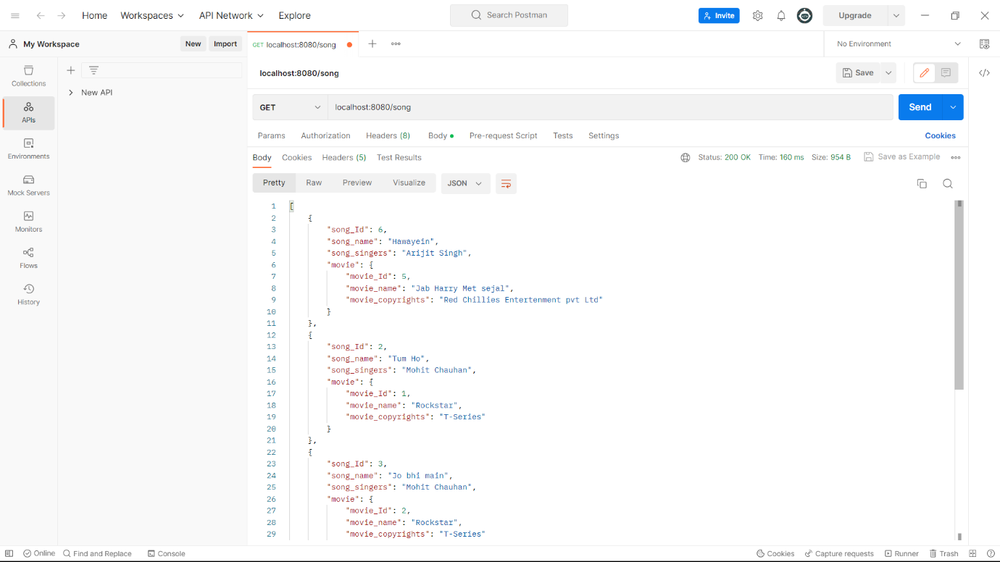 Home Workspaces API Network Explore Search Postman Invite Upgrade
My Workspace New Import GET localhost:8080/song No Environment
Collections
APIs
Environments
Mock Servers
Monitors
Flows
History
New API
localhost:8080/song Save
GET localhost:8080/song Send
Params Authorization Headers (8) Body Pre-request Script Tests Settings Cookies
Body Cookies Headers (5) Test Results Status: 200 OK Time: 160 ms Size: 954 B Save as Example
Pretty Raw Preview Visualize JSON
1 [
2 {
3 "song_Id": 6,
4 "song_name": "Hawayein",
5 "song_singers": "Arijit Singh",
6 "movie": {
7 "movie_Id": 5,
8 "movie_name": "Jab Harry Met sejal",
9 "movie_copyrights": "Red Chillies Entertenment pvt Ltd"
10 }
11 },
12 {
13 "song_Id": 2,
14 "song_name": "Tum Ho",
15 "song_singers": "Mohit Chauhan",
16 "movie": {
17 "movie_Id": 1,
18 "movie_name": "Rockstar",
19 "movie_copyrights": "T-Series"
20 }
21 },
22 {
23 "song_Id": 3,
24 "song_name": "Jo bhi main",
25 "song_singers": "Mohit Chauhan",
26 "movie": {
27 "movie_Id": 2,
28 "movie_name": "Rockstar",
29 "movie_copyrights": "T-Series"
Online Find and Replace Console Cookies Capture requests Runner Trash